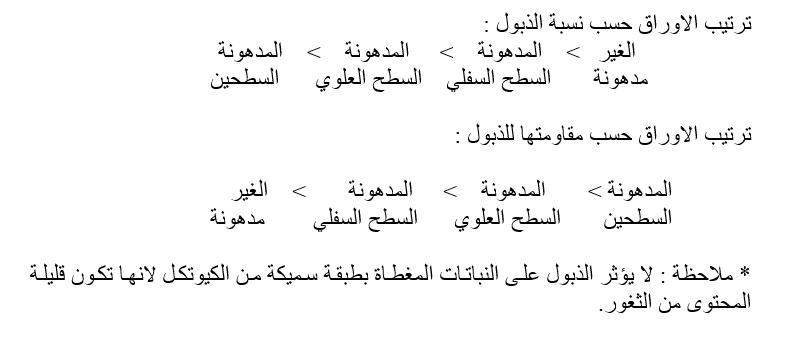 ترتيب الاوراق حسب نسبة الذبول :
الغير > المدهونة > المدهونة > المدهونة
مدهونة السطح السفلي السطح العلوي السطحين
ترتيب الاوراق حسب مقاومتها للذبول :
المدهونة > المدهونة > المدهونة > الغير
السطحين السطح العلوي السطح السفلي مدهونة
* ملاحظة : لا يؤثر الذبول على النباتات المغطاة بطبقة سميكة من الكيوتكل لانها تكون قليلة
المحتوى من الثغور.